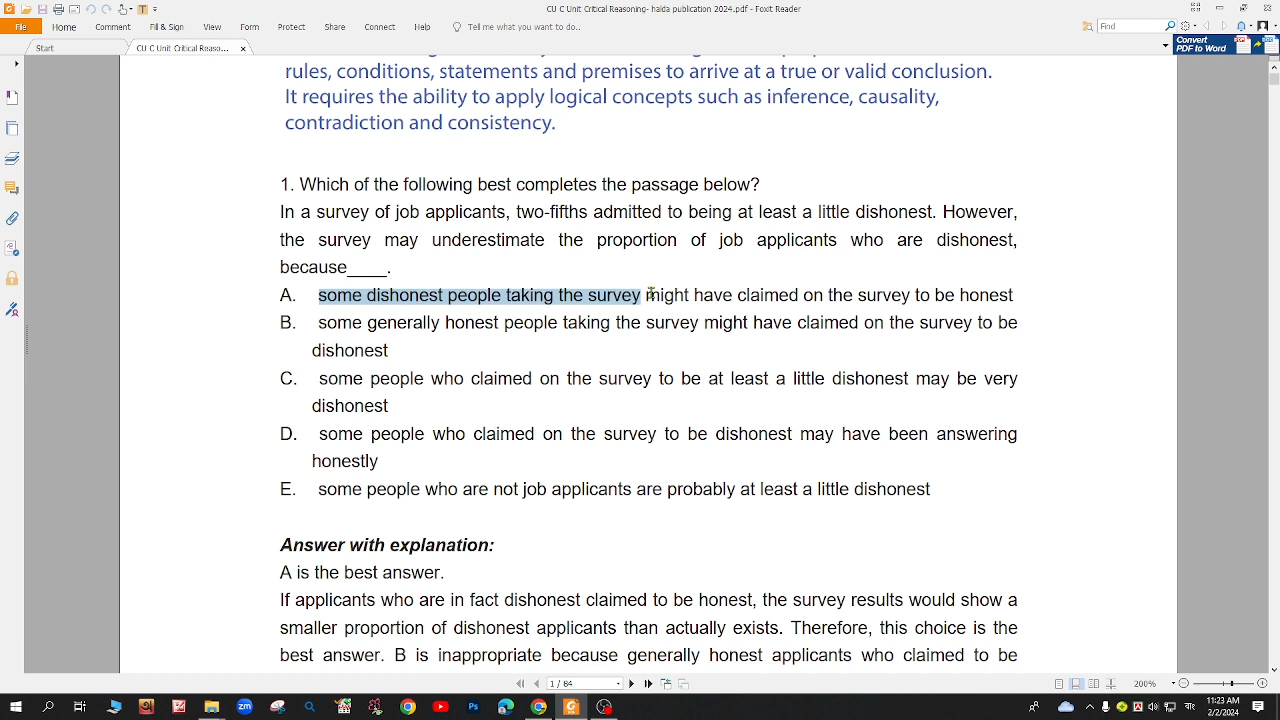 CU C Unit Critical Reasoning- halda publication 2024.pdf - Foxit Reader
File Home Comment Fill & Sign View Form Protect Share Connect Help Tell me what you want to do.. Find
Start CU C Unit Critical Reaso... ×
Convert
PDF to Word
rules, conditions, statements and premises to arrive at a true or valid conclusion.
It requires the ability to apply logical concepts such as inference, causality,
contradiction and consistency.
1. Which of the following best completes the passage below?
In a survey of job applicants, two-fifths admitted to being at least a little dishonest. However,
the survey may underestimate the proportion of job applicants who are dishonest,
because____.
A. some dishonest people taking the survey might have claimed on the survey to be honest
B. some generally honest people taking the survey might have claimed on the survey to be
dishonest
C. some people who claimed on the survey to be at least a little dishonest may be very
dishonest
D. some people who claimed on the survey to be dishonest may have been answering
honestly
E. some people who are not job applicants are probably at least a little dishonest
Answer with explanation:
A is the best answer.
If applicants who are in fact dishonest claimed to be honest, the survey results would show a
smaller proportion of dishonest applicants than actually exists. Therefore, this choice is the
best answer. B is inappropriate because generally honest applicants who claimed to be
1 / 84
200%
11:23 AM
2/2/2024